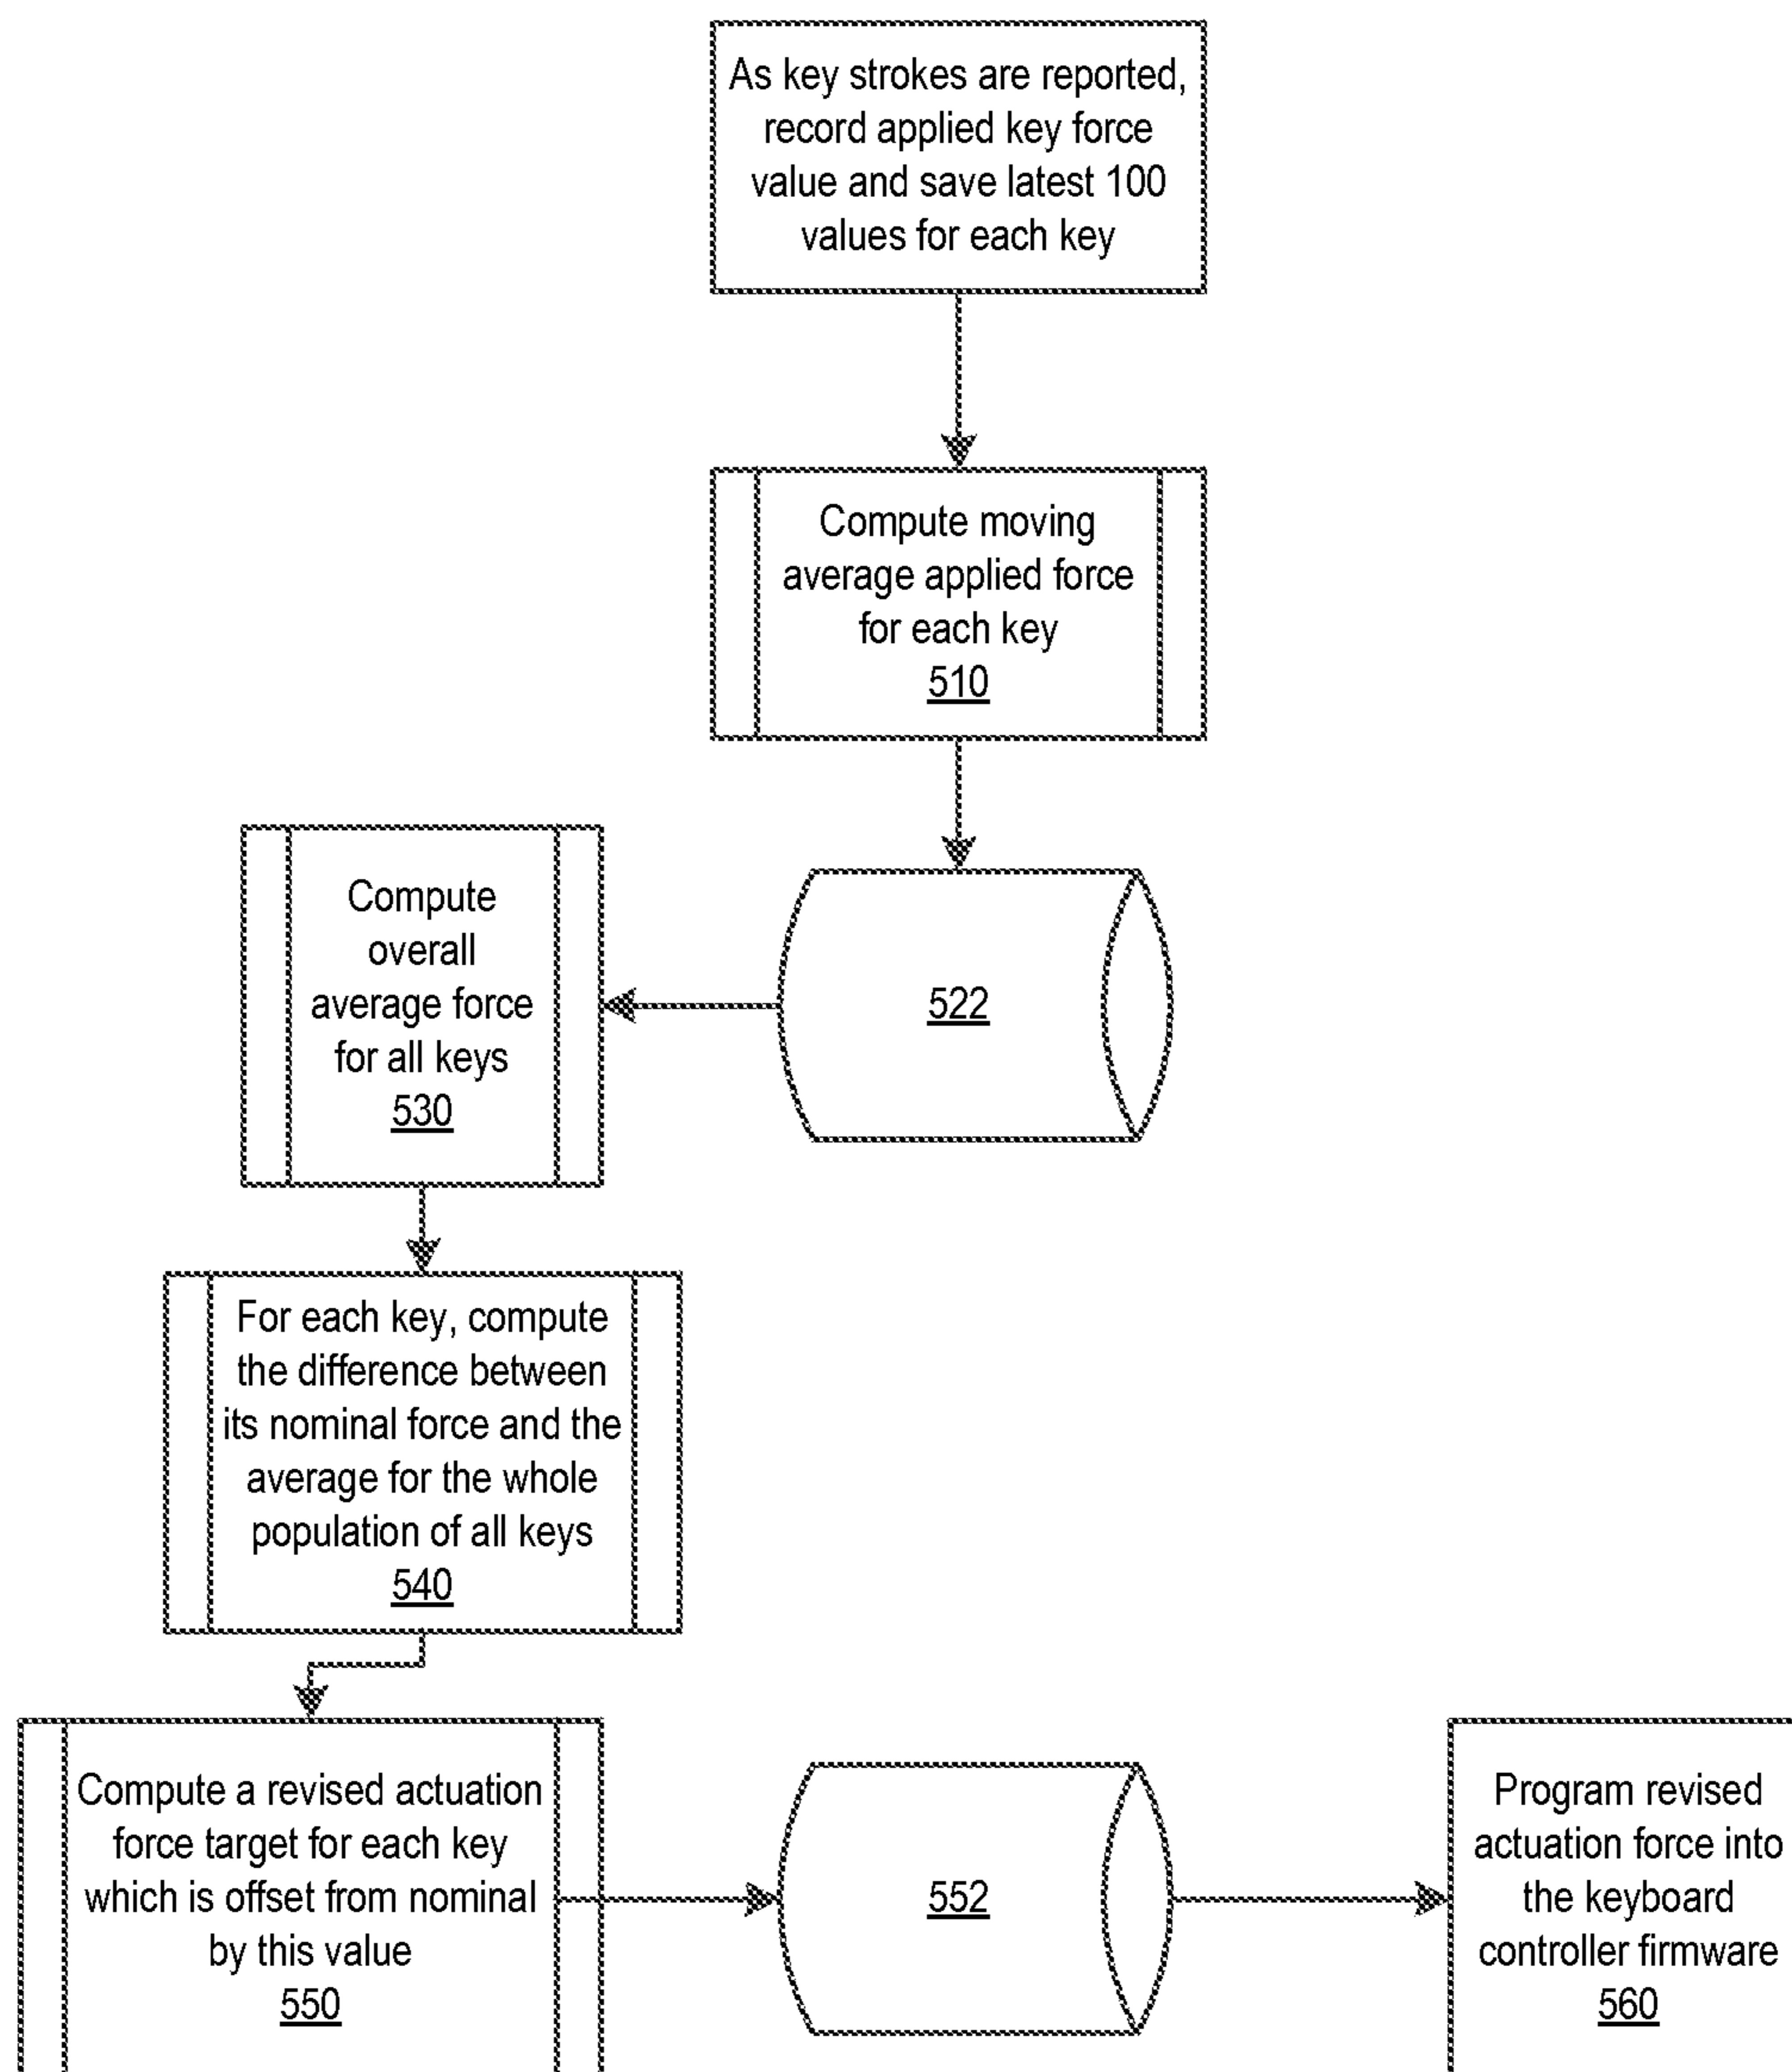 As key strokes are reported,
record applied key force
value and save latest 100
values for each key
Compute moving
average applied force
for each key
510
Compute
overall
average force
for all keys
530
522
For each key, compute
the difference between
its nominal force and the
average for the whole
population of all keys
540
Compute a revised actuation
force target for each key
which is offset from nominal
by this value
550
552
Program revised
actuation force into
the keyboard
controller firmware
560